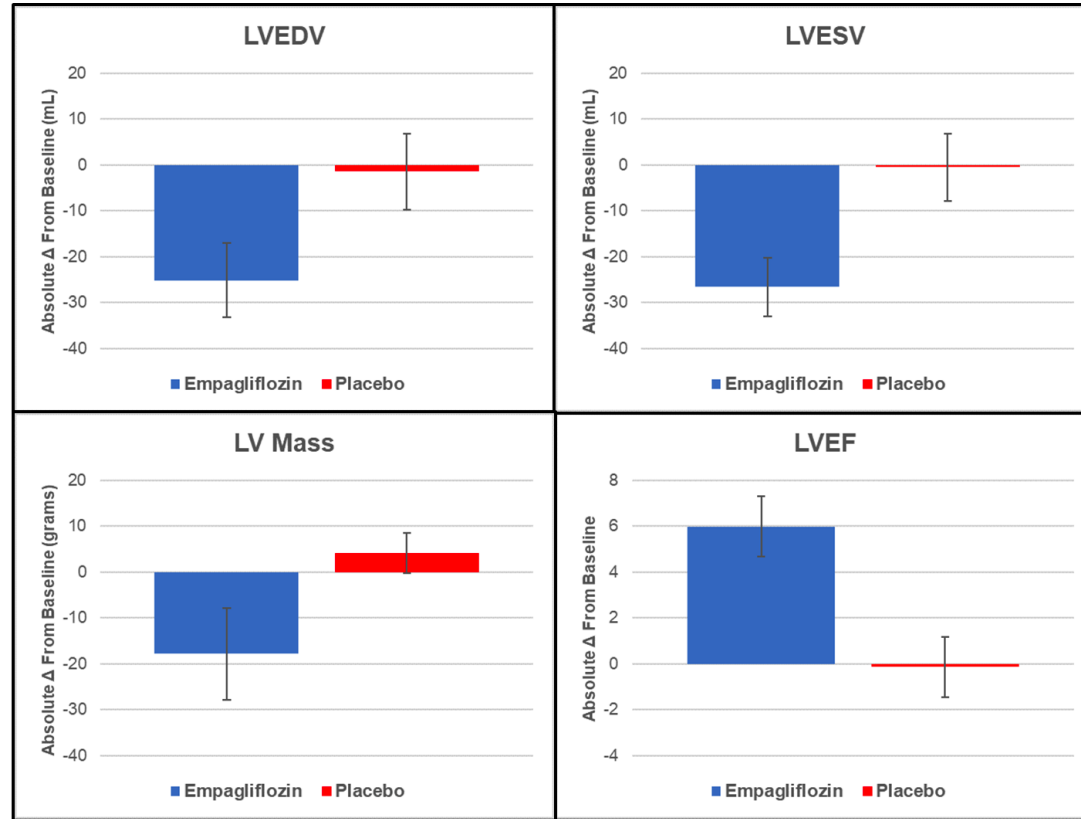 LVEDV
Absolute Δ From Baseline (mL)
20
10
0
-10
-20
-30
-40
Empagliflozin Placebo
LVESV
Absolute Δ From Baseline (mL)
20
10
0
-10
-20
-30
-40
Empagliflozin Placebo
LV Mass
Absolute Δ From Baseline (grams)
20
10
0
-10
-20
-30
-40
Empagliflozin Placebo
LVEF
Absolute Δ From Baseline
8
6
4
2
0
-2
-4
Empagliflozin Placebo